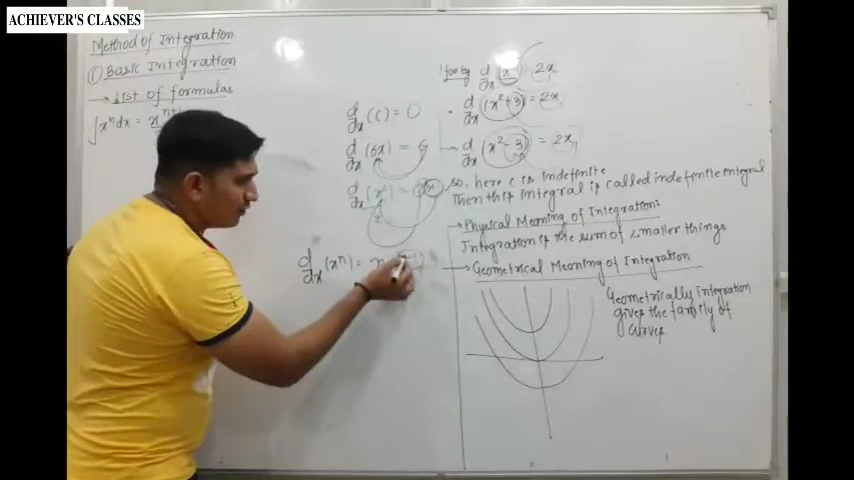 ACHIEVER'S CLASSES
Method of Integration
① Basic Integration
→ List of formulas
∫xⁿdx = xⁿ⁺¹
d/dx (c) = 0
d/dx (6x) = 6
d/dx (x²) = 2x
d/dx (xⁿ) = n
d/dx (x²) = 2x
d/dx (x²+3) = 2x
→ d/dx (x²-3) = 2x
so, here c is indefinite
Then this integral is called indefinite integral
→ Physical Meaning of Integration:
Integration is the sum of smaller things
→ Geometrical Meaning of Integration
Geometrically Integration
gives the family of
curves